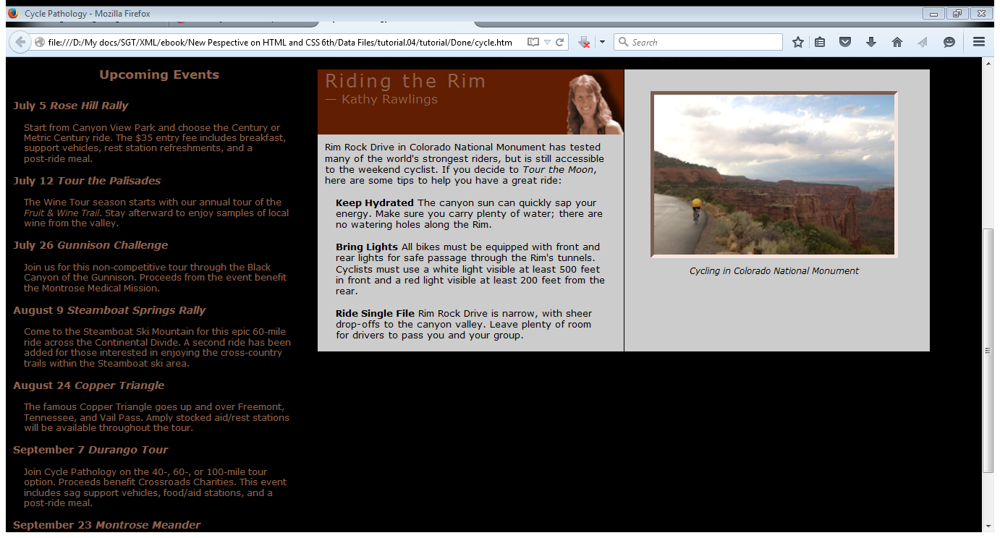 Cycle Pathology - Mozilla Firefox
file:///D:/My docs/SGT/XML/ebook/New Pespective on HTML and CSS 6th/Data Files/tutorial.04/tutorial/Done/cycle.htm
Search
Upcoming Events
July 5 Rose Hill Rally
Start from Canyon View Park and choose the Century or
Metric Century ride. The $35 entry fee includes breakfast,
support vehicles, rest station refreshments, and a
post-ride meal.
July 12 Tour the Palisades
The Wine Tour season starts with our annual tour of the
Fruit & Wine Trail. Stay afterward to enjoy samples of local
wine from the valley.
July 26 Gunnison Challenge
Join us for this non-competitive tour through the Black
Canyon of the Gunnison. Proceeds from the event benefit
the Montrose Medical Mission.
August 9 Steamboat Springs Rally
Come to the Steamboat Ski Mountain for this epic 60-mile
ride across the Continental Divide. A second ride has been
added for those interested in enjoying the cross-country
trails within the Steamboat ski area.
August 24 Copper Triangle
The famous Copper Triangle goes up and over Freemont,
Tennessee, and Vail Pass. Amply stocked aid/rest stations
will be available throughout the tour.
September 7 Durango Tour
Join Cycle Pathology on the 40-, 60-, or 100-mile tour
option. Proceeds benefit Crossroads Charities. This event
includes sag support vehicles, food/aid stations, and a
post-ride meal.
September 23 Montrose Meander
Riding the Rim
— Kathy Rawlings
Rim Rock Drive in Colorado National Monument has tested
many of the world's strongest riders, but is still accessible
to the weekend cyclist. If you decide to Tour the Moon,
here are some tips to help you have a great ride:
Keep Hydrated The canyon sun can quickly sap your
energy. Make sure you carry plenty of water; there are
no watering holes along the Rim.
Bring Lights All bikes must be equipped with front and
rear lights for safe passage through the Rim's tunnels.
Cyclists must use a white light visible at least 500 feet
in front and a red light visible at least 200 feet from the
rear.
Ride Single File Rim Rock Drive is narrow, with sheer
drop-offs to the canyon valley. Leave plenty of room
for drivers to pass you and your group.
Cycling in Colorado National Monument